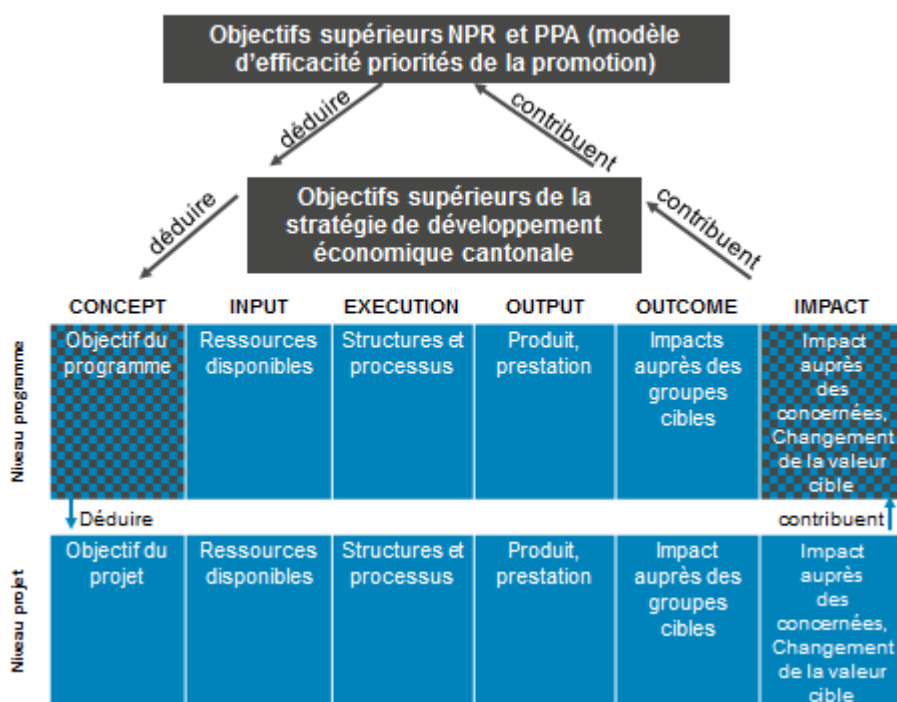 Objectifs supérieurs NPR et PPA (modèle
d'efficacité priorités de la promotion)
déduire
contribuent
Objectifs supérieurs de la
stratégie de développement
économique cantonale
déduire
contribuent
CONCEPT
INPUT
EXECUTION
OUTPUT
OUTCOME
IMPACT
Niveau programme
Objectif du
programme
Ressources
disponibles
Structures et
processus
Produit,
prestation
Impacts
auprès des
groupes
cibles
Impact
auprès
des
concernées,
Changement
de la valeur
cible
Déduire
contribuent
Niveau projet
Objectif du
projet
Ressources
disponibles
Structures et
processus
Produit,
prestation
Impact
auprès des
groupes
cibles
Impact
auprès
des
concernées,
Changement
de la valeur
cible